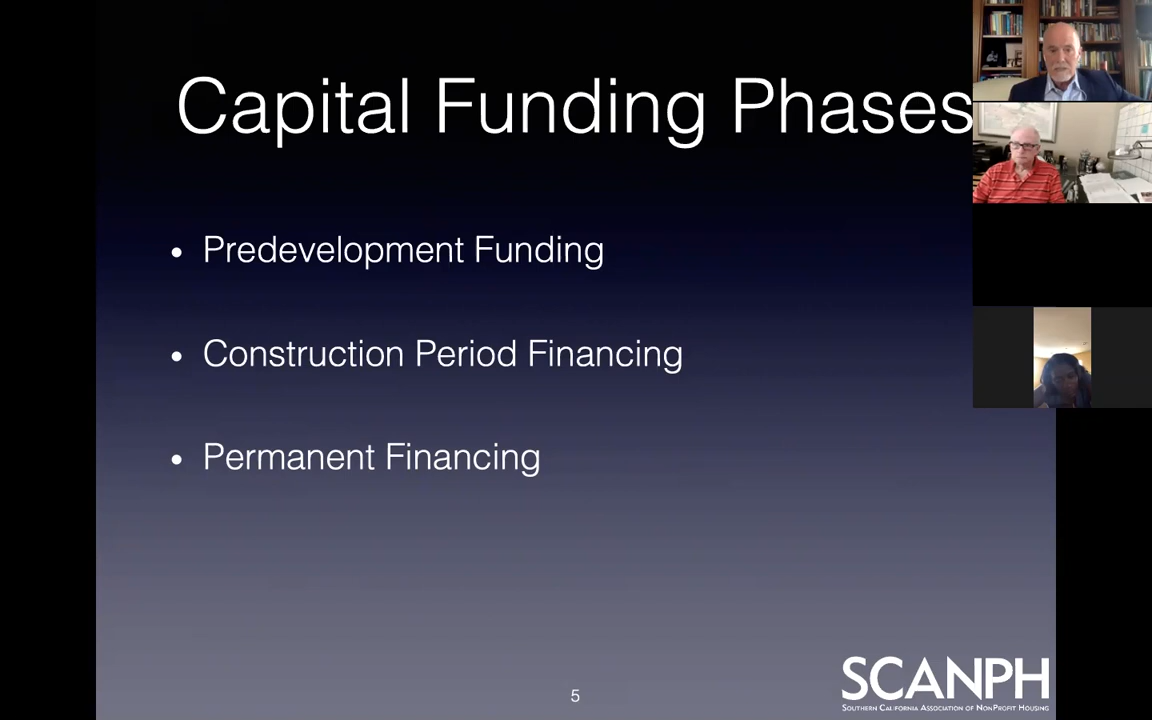 Capital Funding Phases
• Predevelopment Funding
• Construction Period Financing
• Permanent Financing
5
SCANPH
SOUTHERN CALIFORNIA ASSOCIATION OF NONPROFIT HOUSING